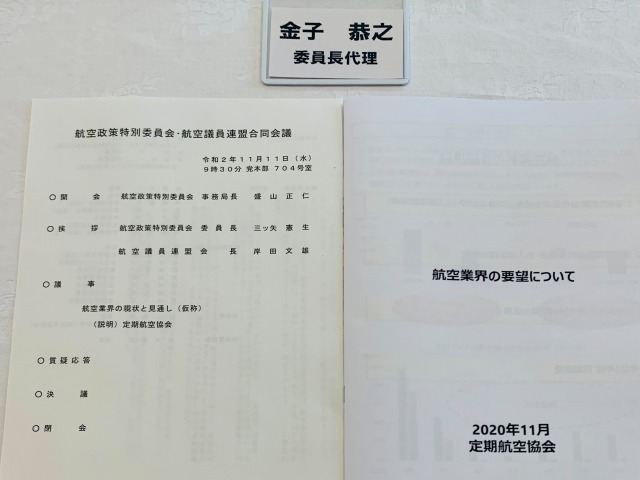 金子　恭之
委員長代理
航空政策特別委員会・航空議員連盟合同会議
令和２年１１月１１日（水）
９時３０分 党本部 ７０４号室
○ 開　会　航空政策特別委員会 事務局長　盛山正仁
○ 挨　拶　航空政策特別委員会 委員長　三ッ矢憲生
航空議員連盟会長　岸田文雄
○ 議　事
航空業界の現状と見通し（仮称）
（説明）定期航空協会
○ 質疑応答
○ 決　議
○ 閉　会
航空業界の要望について
2020年11月
定期航空協会